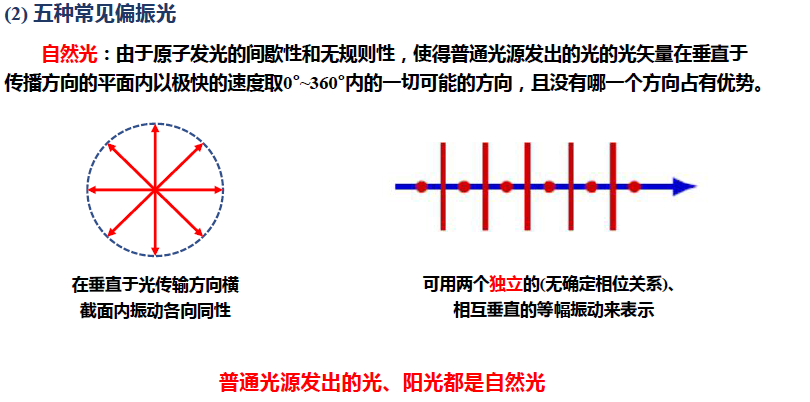 (2) 五种常见偏振光
自然光：由于原子发光的间歇性和无规则性，使得普通光源发出的光的光矢量在垂直于
传播方向的平面内以极快的速度取0°~360°内的一切可能的方向，且没有哪一个方向占有优势。
在垂直于光传输方向横
截面内振动各向同性
可用两个独立的(无确定相位关系)、
相互垂直的等幅振动来表示
普通光源发出的光、阳光都是自然光